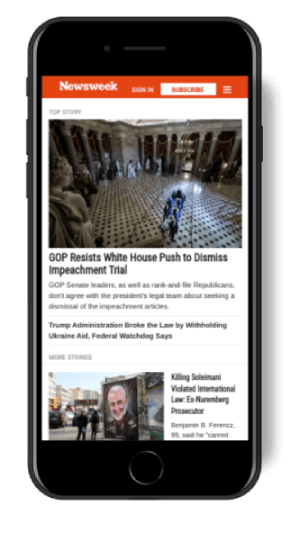 Newsweek
SIGN IN
SUBSCRIBE
TOP STORY
GOP Resists White House Push to Dismiss
Impeachment Trial
GOP Senate leaders, as well as rank-and-file Republicans,
don't agree with the president's legal team about seeking a
dismissal of the impeachment articles.
Trump Administration Broke the Law by Withholding
Ukraine Aid, Federal Watchdog Says
MORE STORIES
Killing Soleimani
Violated International
Law: Ex-Nuremberg
Prosecutor
Benjamin B. Ferencz,
99, said he "cannot